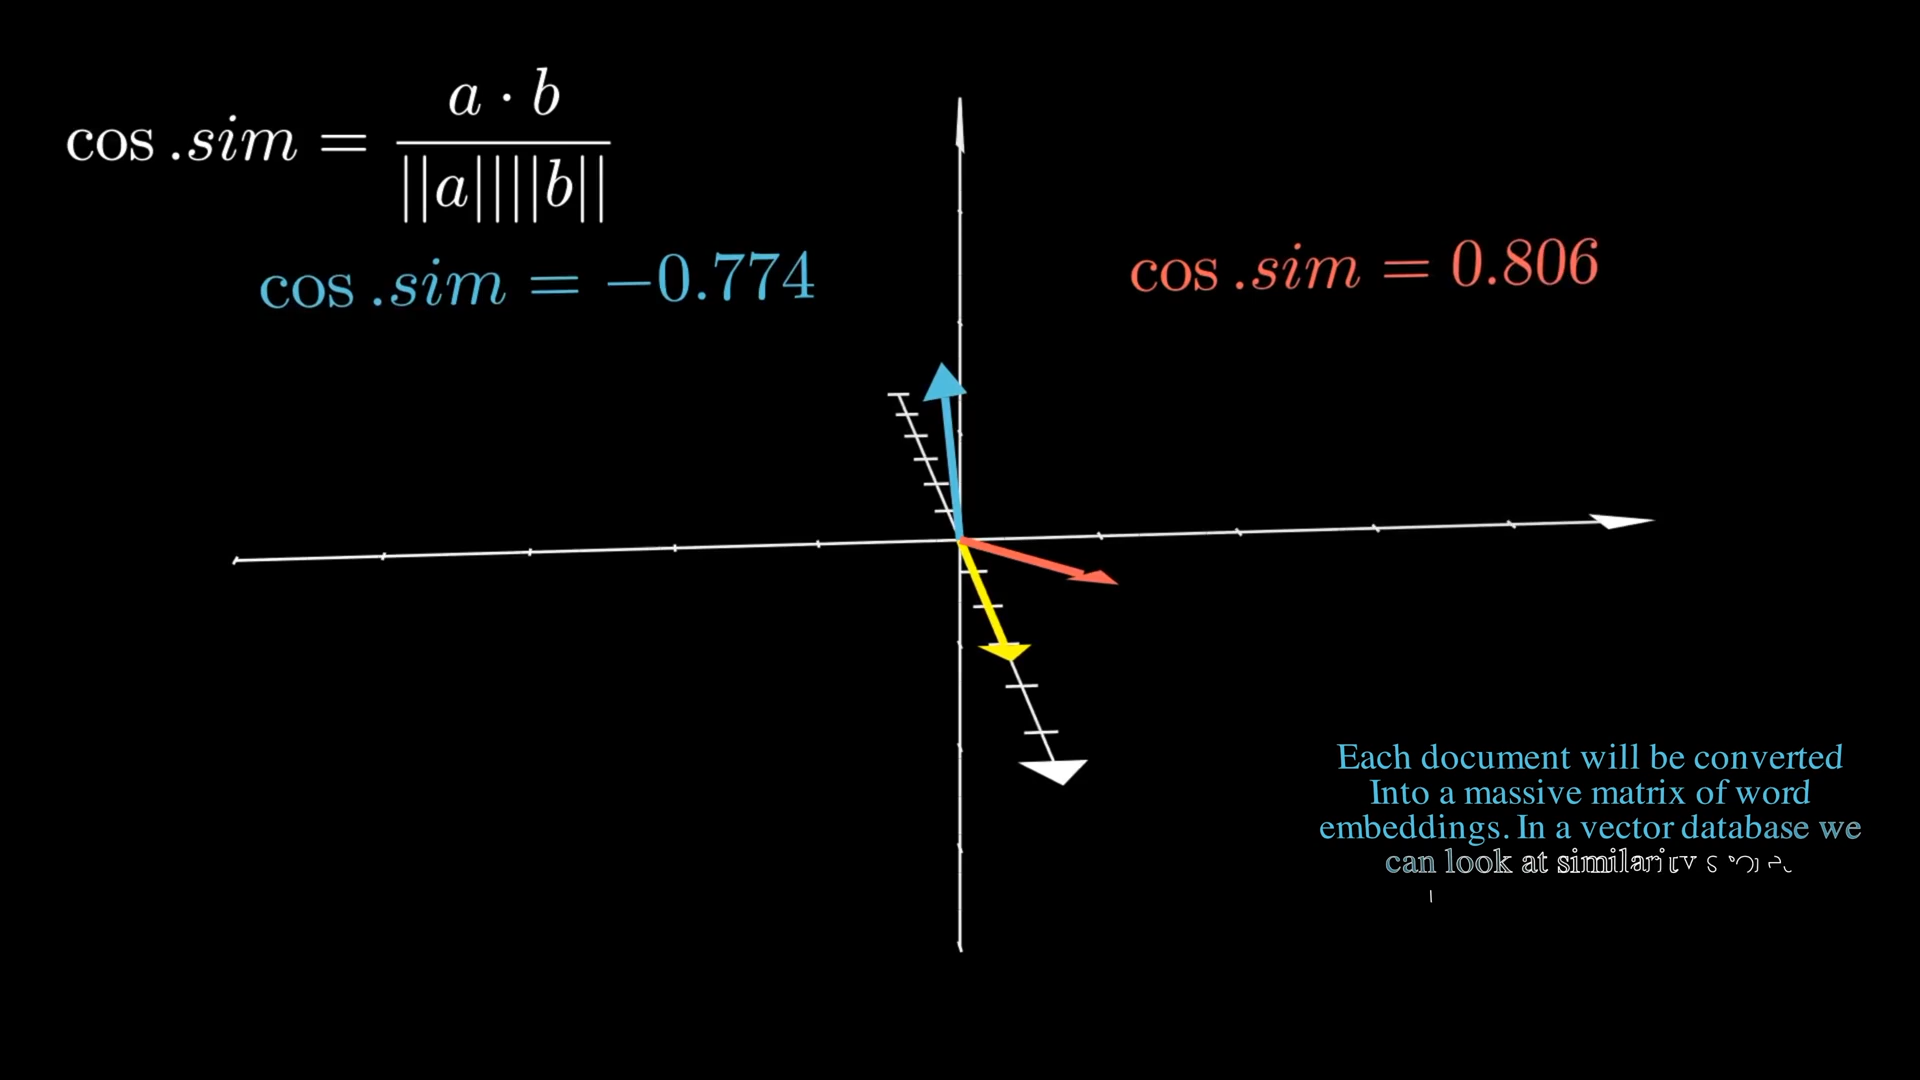 cos .sim = a · b / ||a||||b||
cos .sim = −0.774
cos .sim = 0.806
Each document will be converted
Into a massive matrix of word
embeddings. In a vector database we
can look at similarity